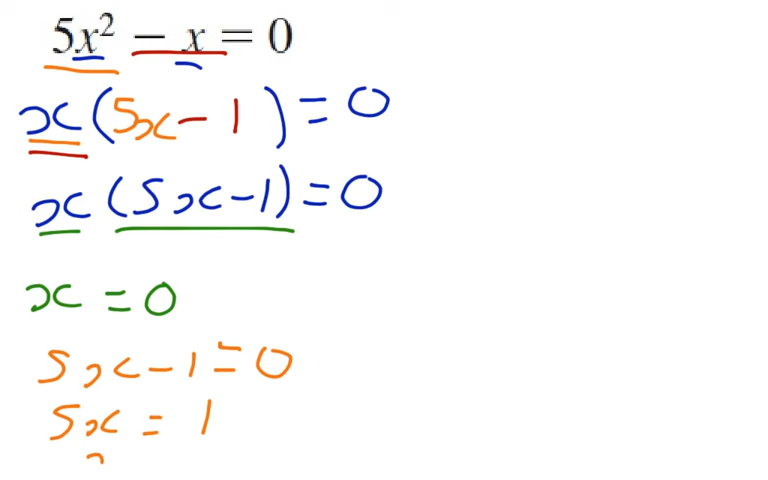 5x² − x = 0
x(5x − 1) = 0
x(5x − 1) = 0
x = 0
5x − 1 = 0
5x = 1